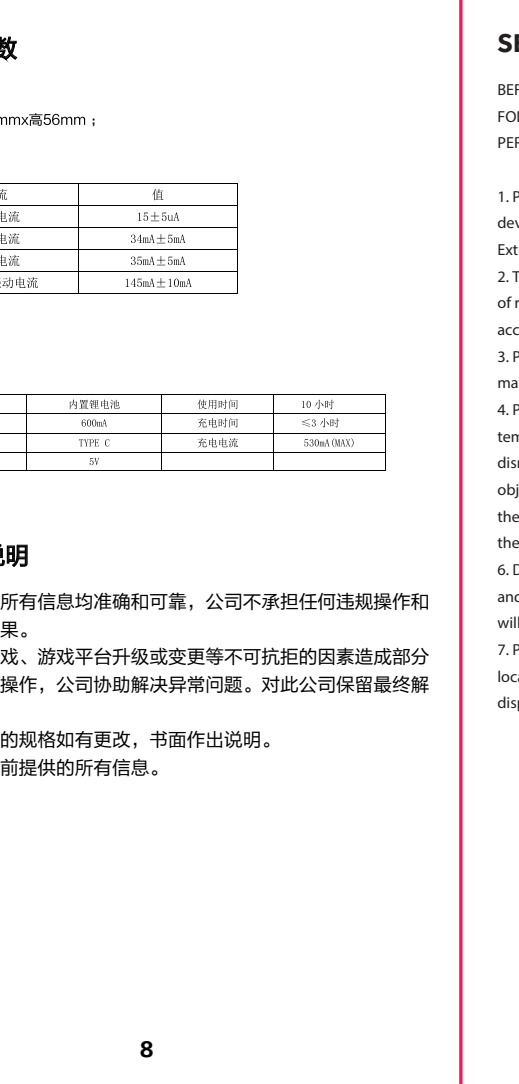 数
mmx高56mm；
流 值
电流 15±5uA
电流 34mA±5mA
电流 35mA±5mA
动电流 145mA±10mA
内置锂电池 使用时间 10 小时
600mA 充电时间 ≤3 小时
TYPE C 充电电流 530mA(MAX)
5V
说明
所有信息均准确和可靠，公司不承担任何违规操作和
果。
戏、游戏平台升级或变更等不可抗拒的因素造成部分
操作，公司协助解决异常问题。对此公司保留最终解
的规格如有更改，书面作出说明。
前提供的所有信息。
8
SE
BEF
FOL
PER
1. P
dev
Ext
2. T
of r
acc
3. P
ma
4. P
tem
disr
obj
the
the
6. D
and
will
7. P
loca
disp